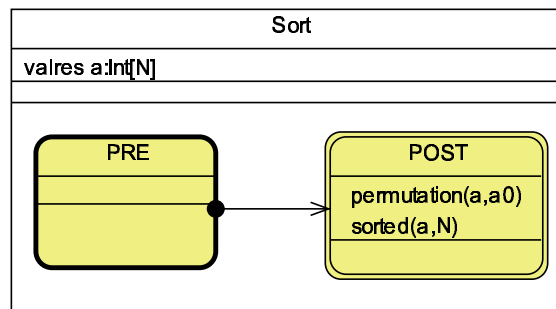 Sort
valres a:Int[N]
PRE
POST
permutation(a,a0)
sorted(a,N)